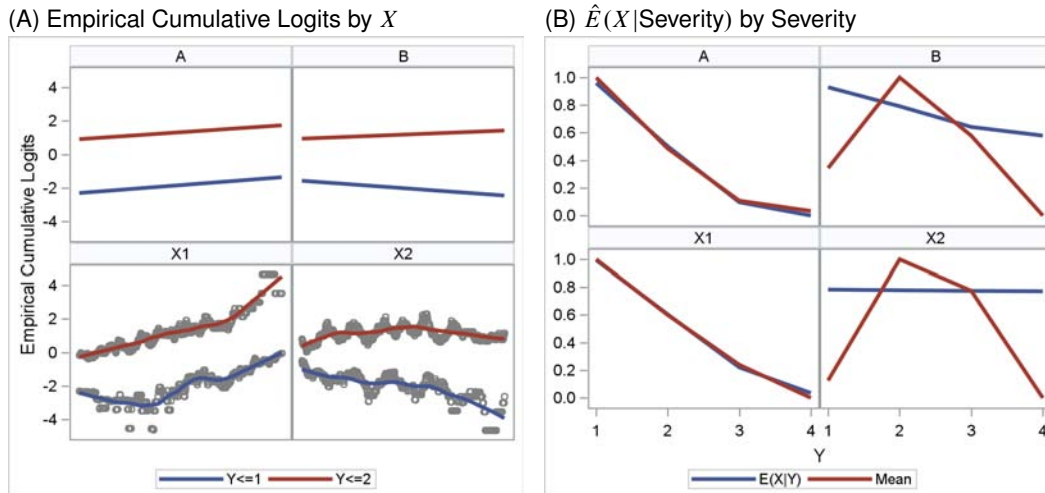 (A) Empirical Cumulative Logits by X
(B) Ê(X|Severity) by Severity
A
B
4
2
0
-2
-4
X1
X2
4
2
0
-2
-4
Empirical Cumulative Logits
Y<=1
Y<=2
A
B
1.0
0.8
0.6
0.4
0.2
0.0
X1
X2
1.0
0.8
0.6
0.4
0.2
0.0
1
2
3
4
1
2
3
4
Y
E(X|Y)
Mean